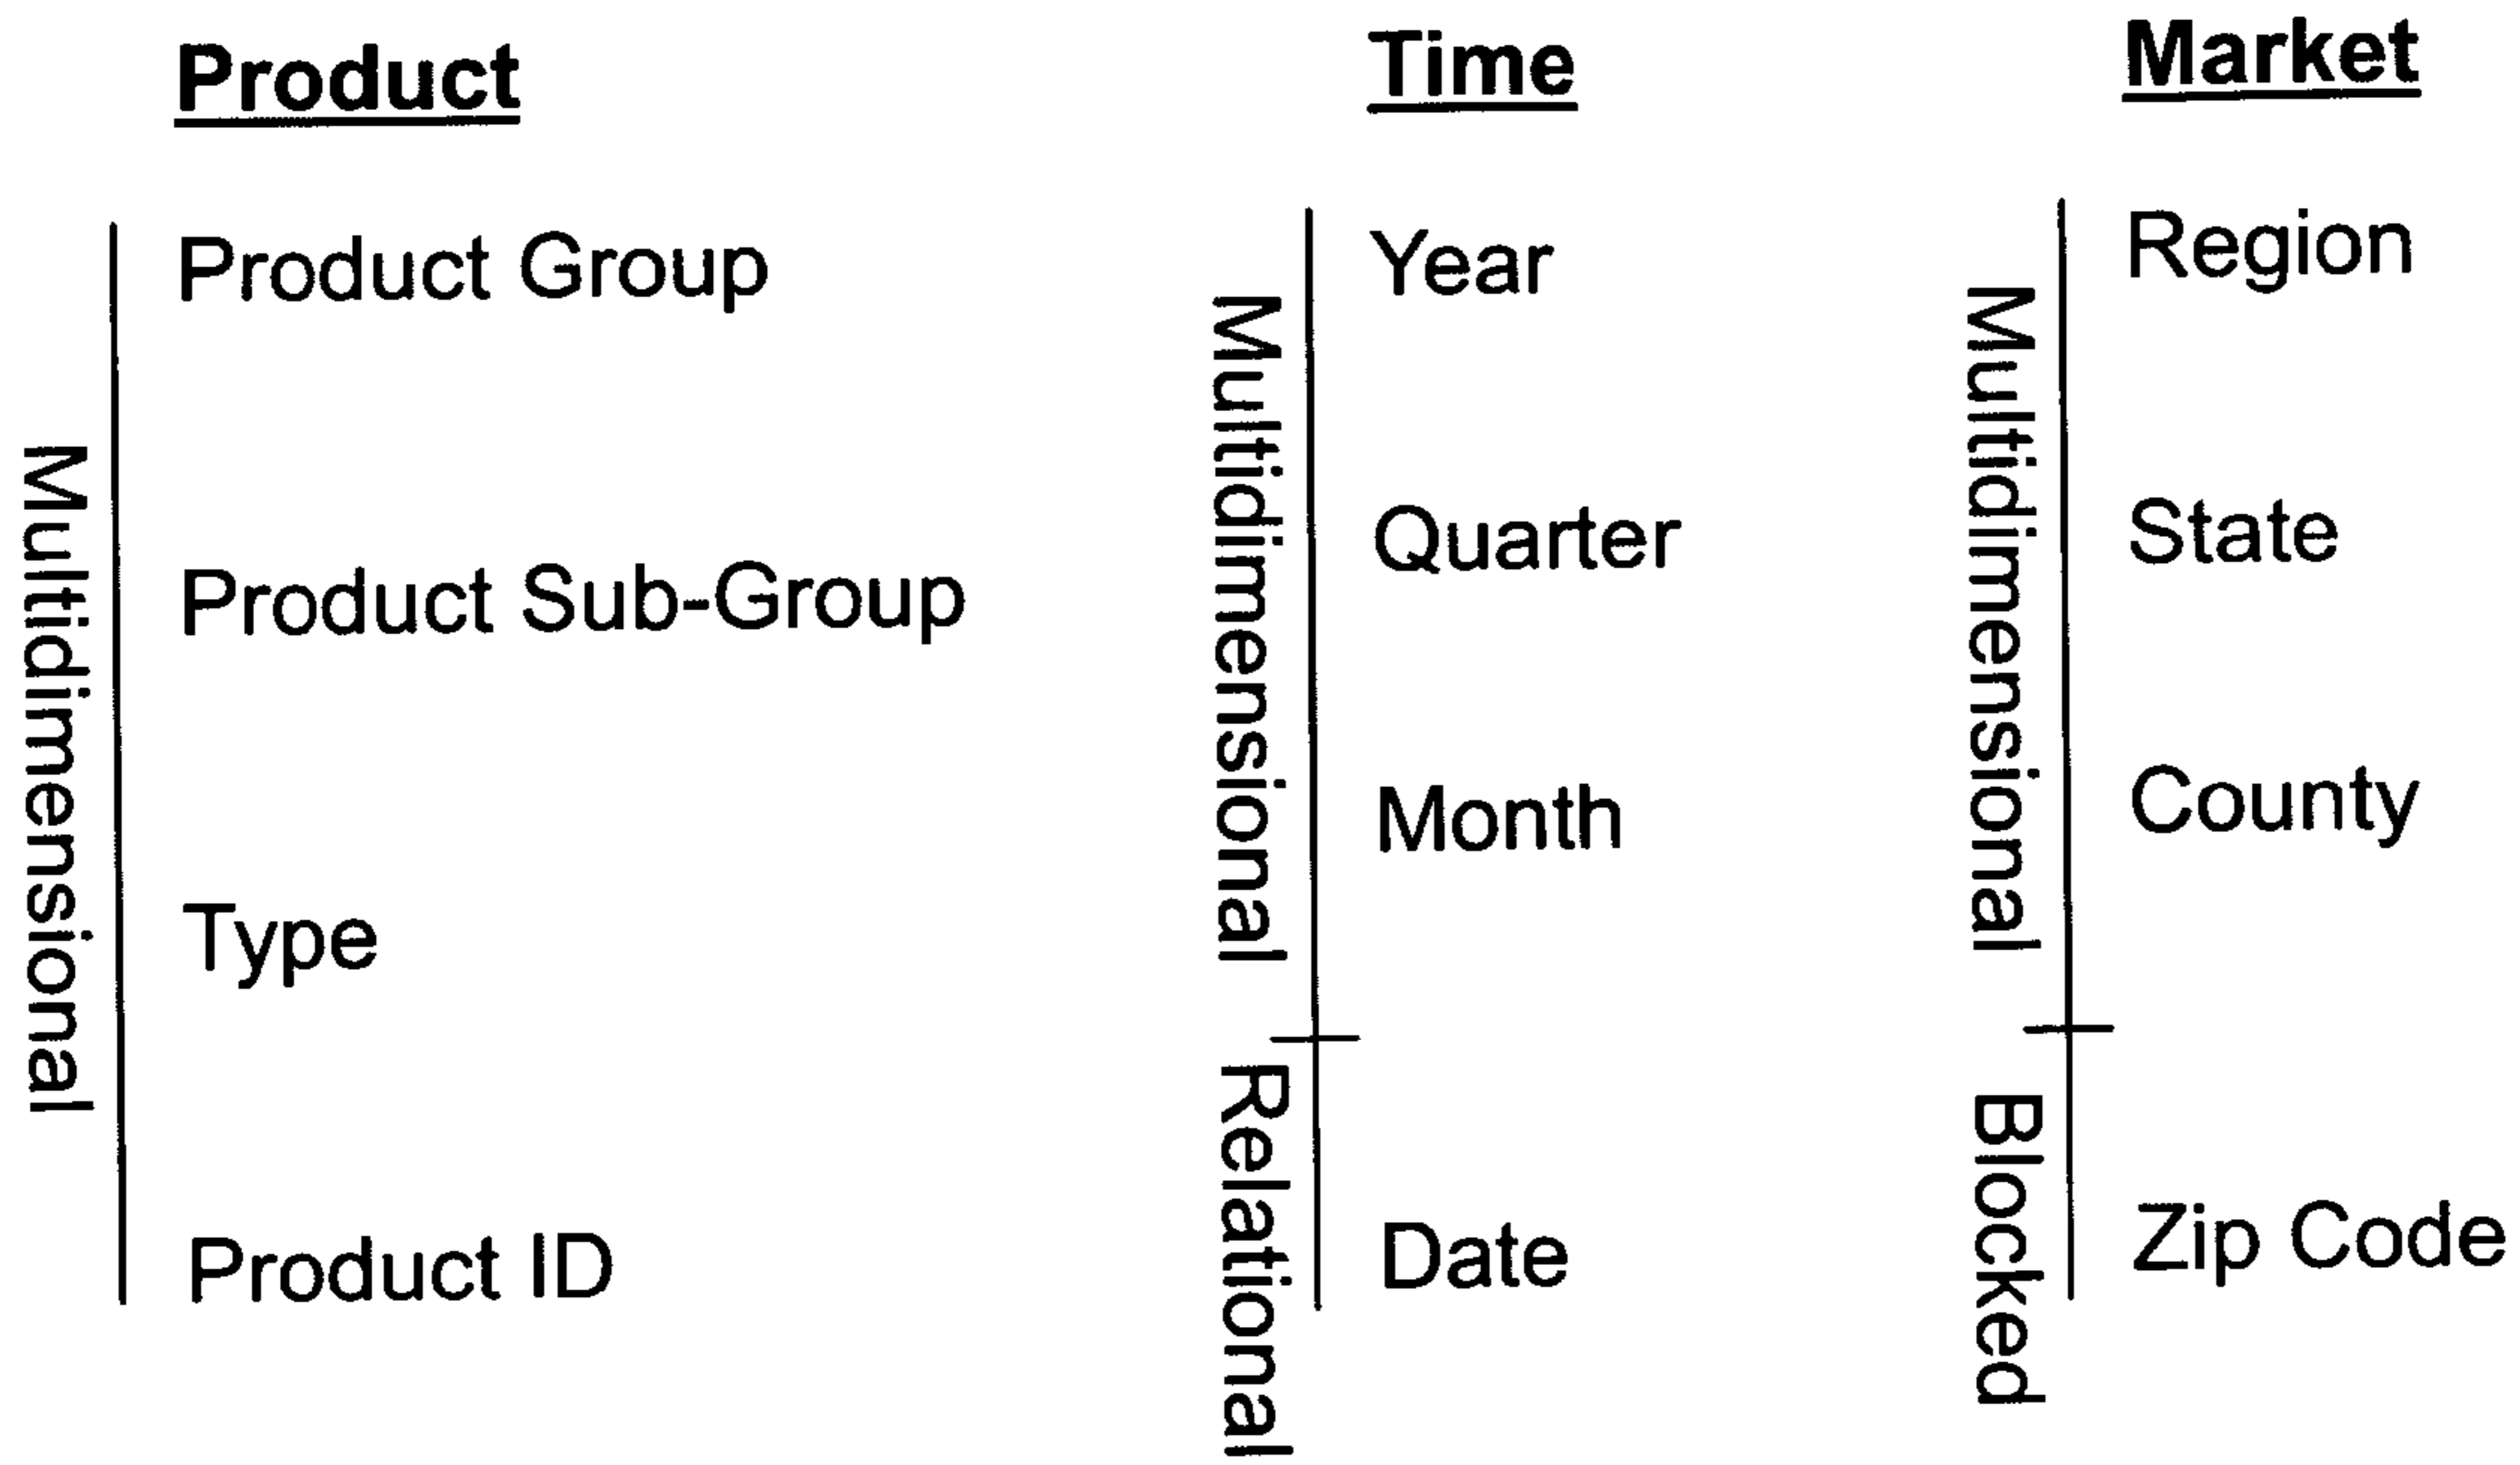 Product
Product Group
Product Sub-Group
Type
Product ID
Multidimensional
Time
Year
Quarter
Month
Date
Multidimensional
Relational
Market
Region
State
County
Zip Code
Multidimensional
Blocked